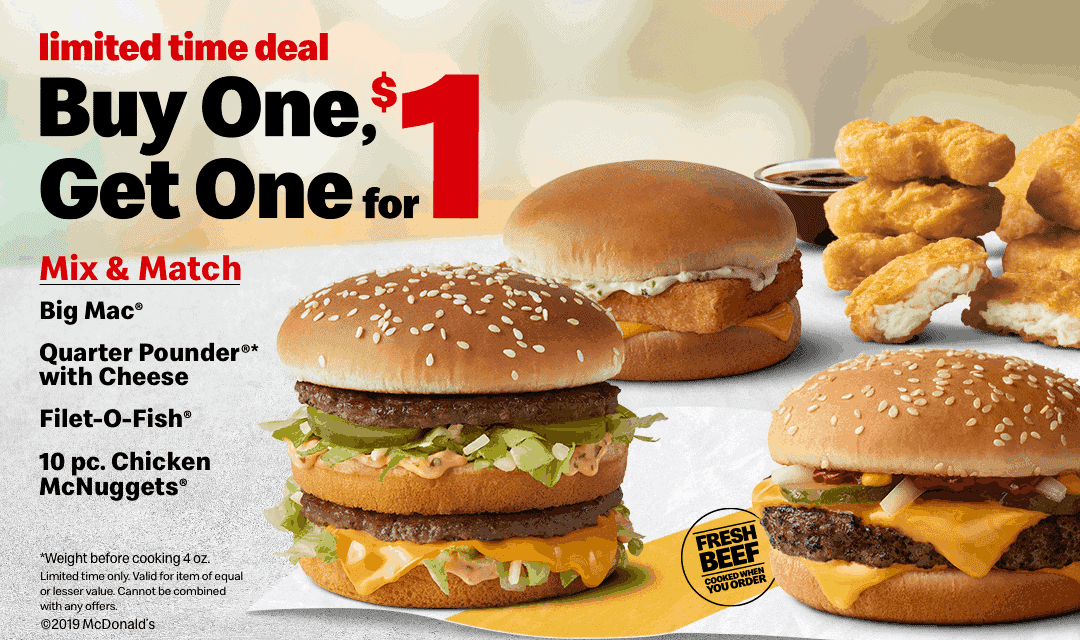 limited time deal
Buy One, $1
Get One for
Mix & Match
Big Mac®
Quarter Pounder®*
with Cheese
Filet-O-Fish®
10 pc. Chicken
McNuggets®
*Weight before cooking 4 oz.
Limited time only. Valid for item of equal
or lesser value. Cannot be combined
with any offers.
©2019 McDonald's
FRESH
BEEF
COOKED WHEN
YOU ORDER